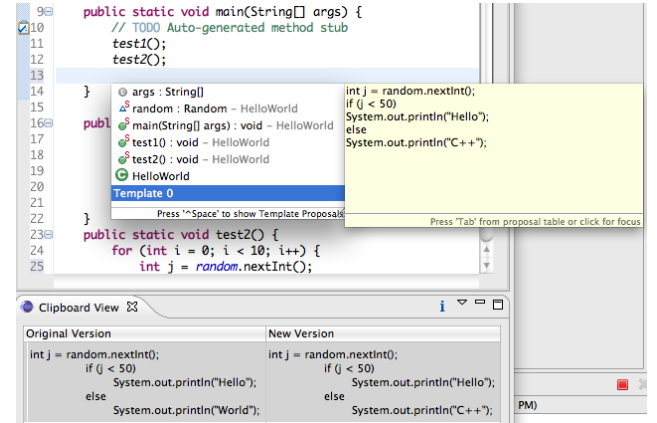 9 public static void main(String[] args) {
10 // TODO Auto-generated method stub
11 test1();
12 test2();
13
14 }
15
16 publ
17
18
19
20
21
22 }
23 public static void test2() {
24 for (int i = 0; i < 10; i++) {
25 int j = random.nextInt();
args : String[]
random : Random – HelloWorld
main(String[] args) : void – HelloWorld
test1() : void – HelloWorld
test2() : void – HelloWorld
HelloWorld
Template 0
Press '^Space' to show Template Proposals
int j = random.nextInt();
if (j < 50)
System.out.println("Hello");
else
System.out.println("C++");
Press 'Tab' from proposal table or click for focus
Clipboard View
Original Version New Version
int j = random.nextInt(); int j = random.nextInt();
if (j < 50) if (j < 50)
System.out.println("Hello"); System.out.println("Hello");
else else
System.out.println("World"); System.out.println("C++");
PM)